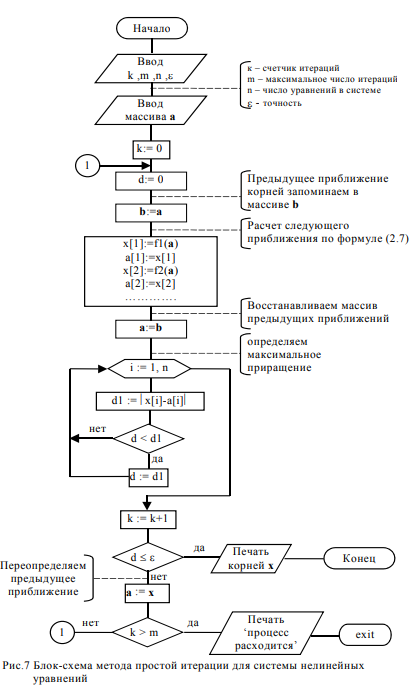 Начало
Ввод
k ,m ,n ,ε
к – счетчик итераций
m – максимальное число итераций
n – число уравнений в системе
ε - точность
Ввод
массива a
k:= 0
1
d:= 0
Предыдущее приближение
корней запоминаем в
массиве b
b:=a
Расчет следующего
приближения по формуле (2.7)
x[1]:=f1(a)
a[1]:=x[1]
x[2]:=f2(a)
a[2]:=x[2]
.............
Восстанавливаем массив
предыдущих приближений
a:=b
определяем
максимальное
приращение
i := 1, n
d1 := | x[i]-a[i]|
нет
d < d1
да
d := d1
k := k+1
d ≤ ε
да
Печать
корней x
Конец
Переопределяем
предыдущее
приближение
нет
a := x
1
нет
k > m
да
Печать
‘процесс
расходится’
exit
Рис.7 Блок-схема метода простой итерации для системы нелинейных
уравнений